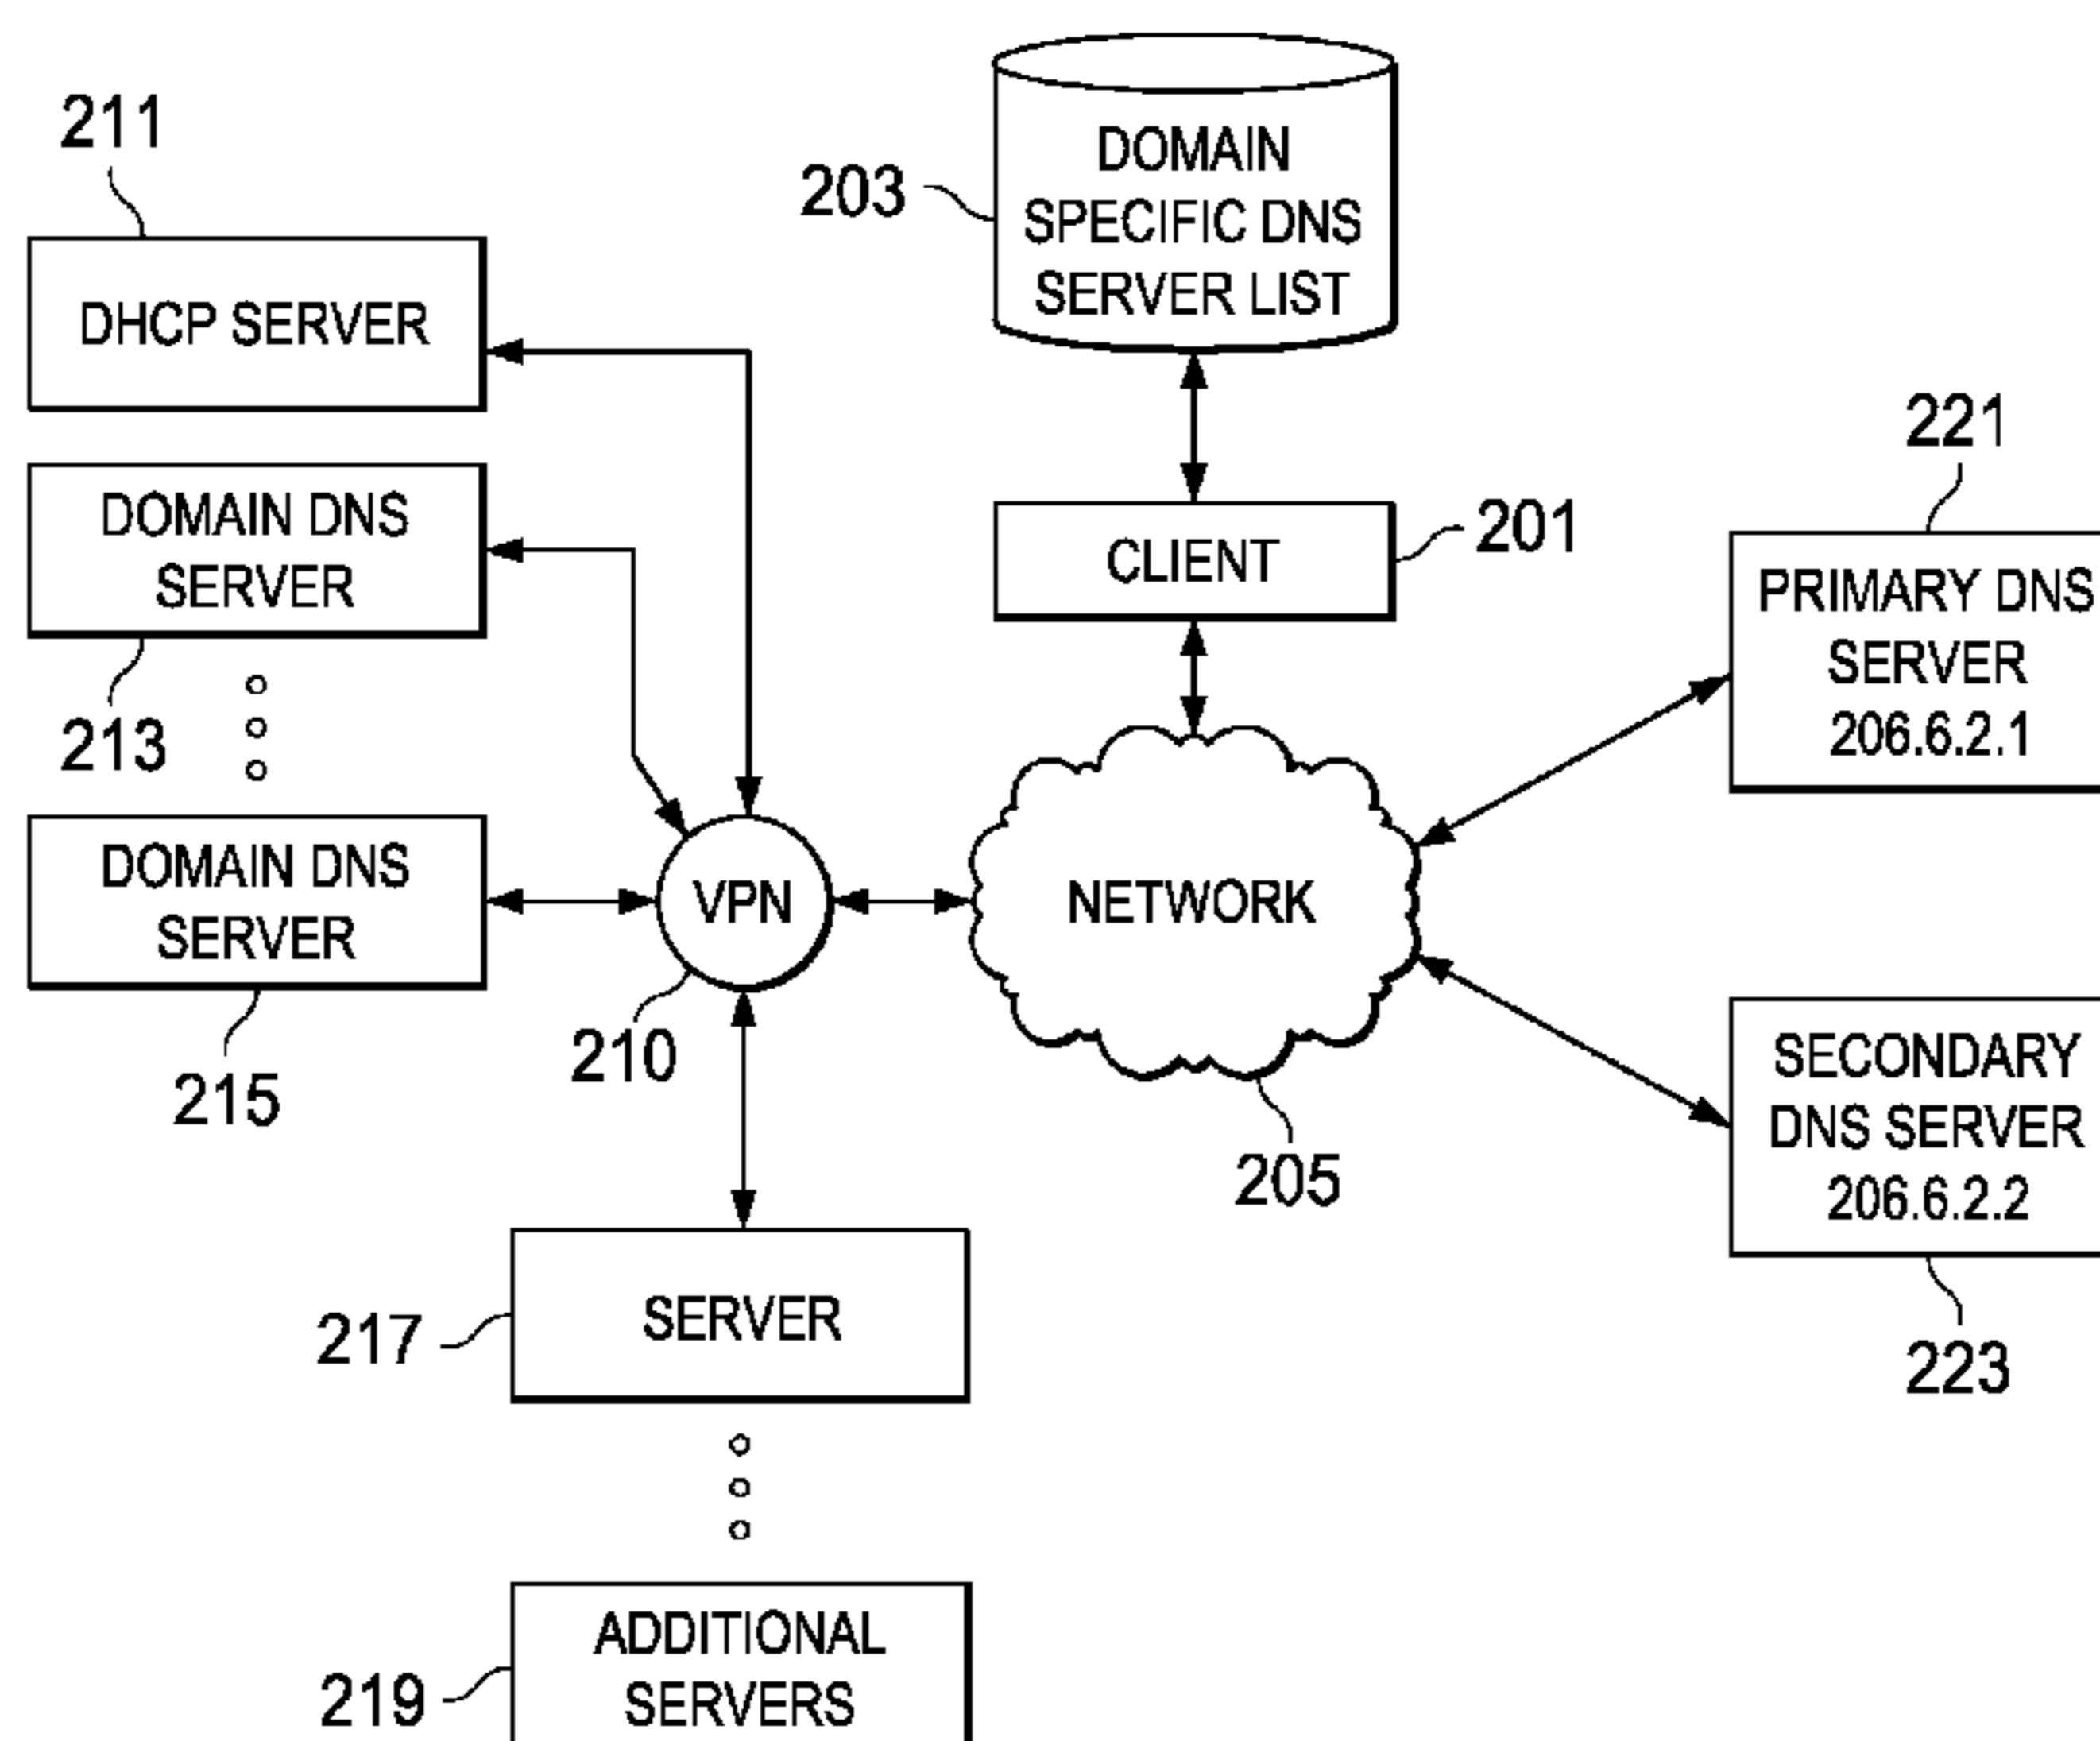 211
DHCP SERVER
203
DOMAIN
SPECIFIC DNS
SERVER LIST
DOMAIN DNS
SERVER
213
CLIENT
201
221
PRIMARY DNS
SERVER
206.6.2.1
DOMAIN DNS
SERVER
215
VPN
210
NETWORK
205
SECONDARY
DNS SERVER
206.6.2.2
223
217
SERVER
219
ADDITIONAL
SERVERS